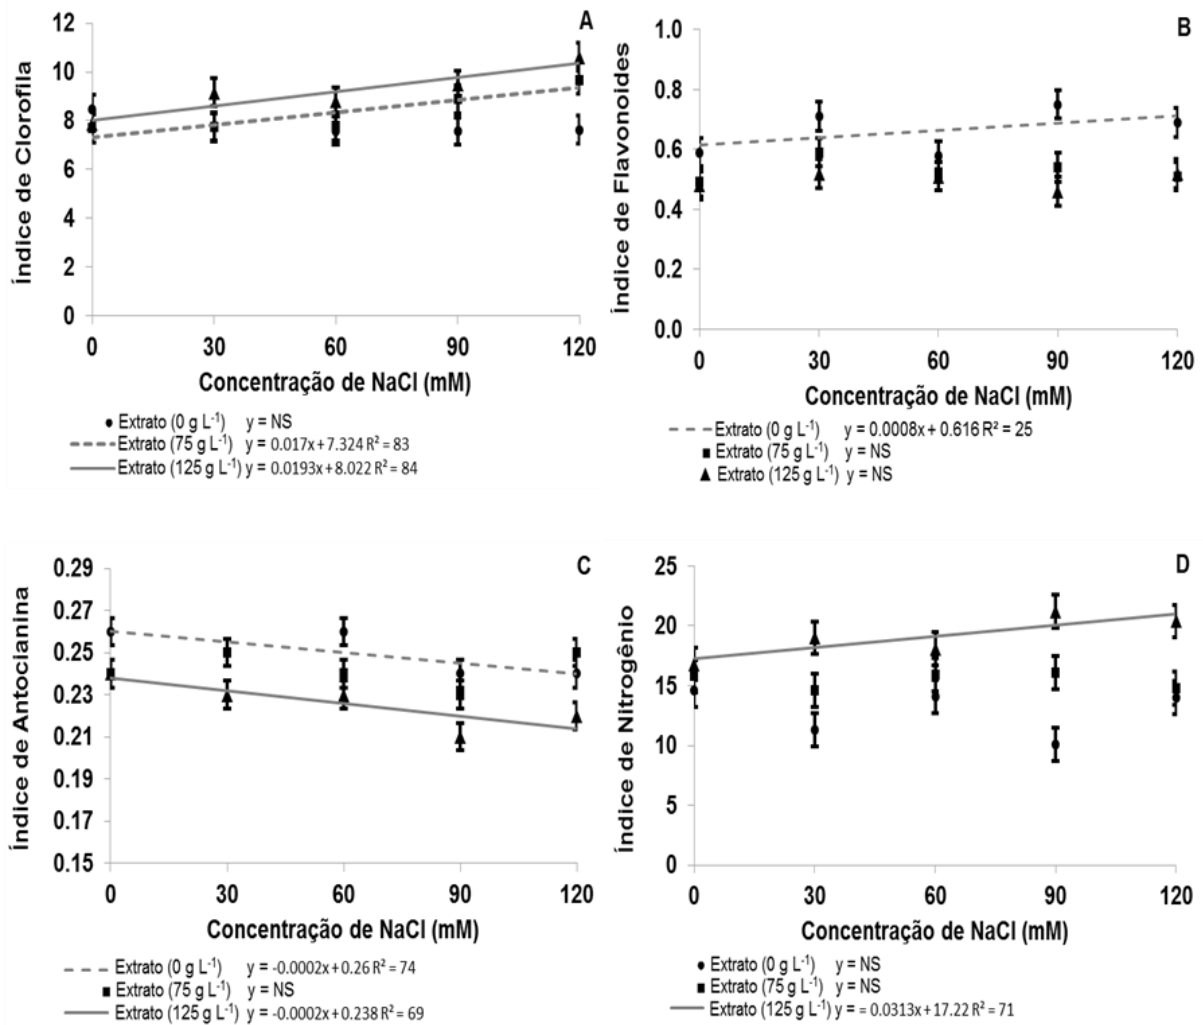 A
Índice de Clorofila
12
10
8
6
4
2
0
0 30 60 90 120
Concentração de NaCl (mM)
Extrato (0 g L⁻¹) y = NS
Extrato (75 g L⁻¹) y = 0.017x + 7.324 R² = 83
Extrato (125 g L⁻¹) y = 0.0193x + 8.022 R² = 84
B
Índice de Flavonoides
1.0
0.8
0.6
0.4
0.2
0.0
0 30 60 90 120
Concentração de NaCl (mM)
Extrato (0 g L⁻¹) y = 0.0008x + 0.616 R² = 25
Extrato (75 g L⁻¹) y = NS
Extrato (125 g L⁻¹) y = NS
C
Índice de Antocianina
0.29
0.27
0.25
0.23
0.21
0.19
0.17
0.15
0 30 60 90 120
Concentração de NaCl (mM)
Extrato (0 g L⁻¹) y = -0.0002x + 0.26 R² = 74
Extrato (75 g L⁻¹) y = NS
Extrato (125 g L⁻¹) y = -0.0002x + 0.238 R² = 69
D
Índice de Nitrogênio
25
20
15
10
5
0
0 30 60 90 120
Concentração de NaCl (mM)
Extrato (0 g L⁻¹) y = NS
Extrato (75 g L⁻¹) y = NS
Extrato (125 g L⁻¹) y = = 0.0313x + 17.22 R² = 71